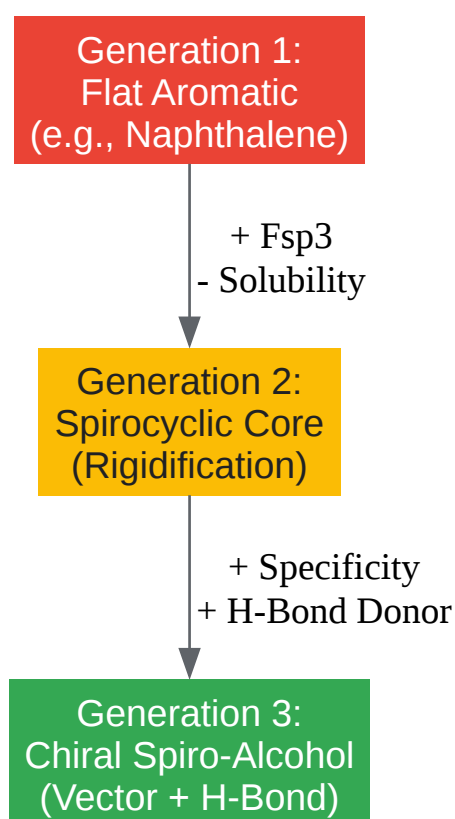 Generation 1:
Flat Aromatic
(e.g., Naphthalene)
+ Fsp3
- Solubility
Generation 2:
Spirocyclic Core
(Rigidification)
+ Specificity
+ H-Bond Donor
Generation 3:
Chiral Spiro-Alcohol
(Vector + H-Bond)